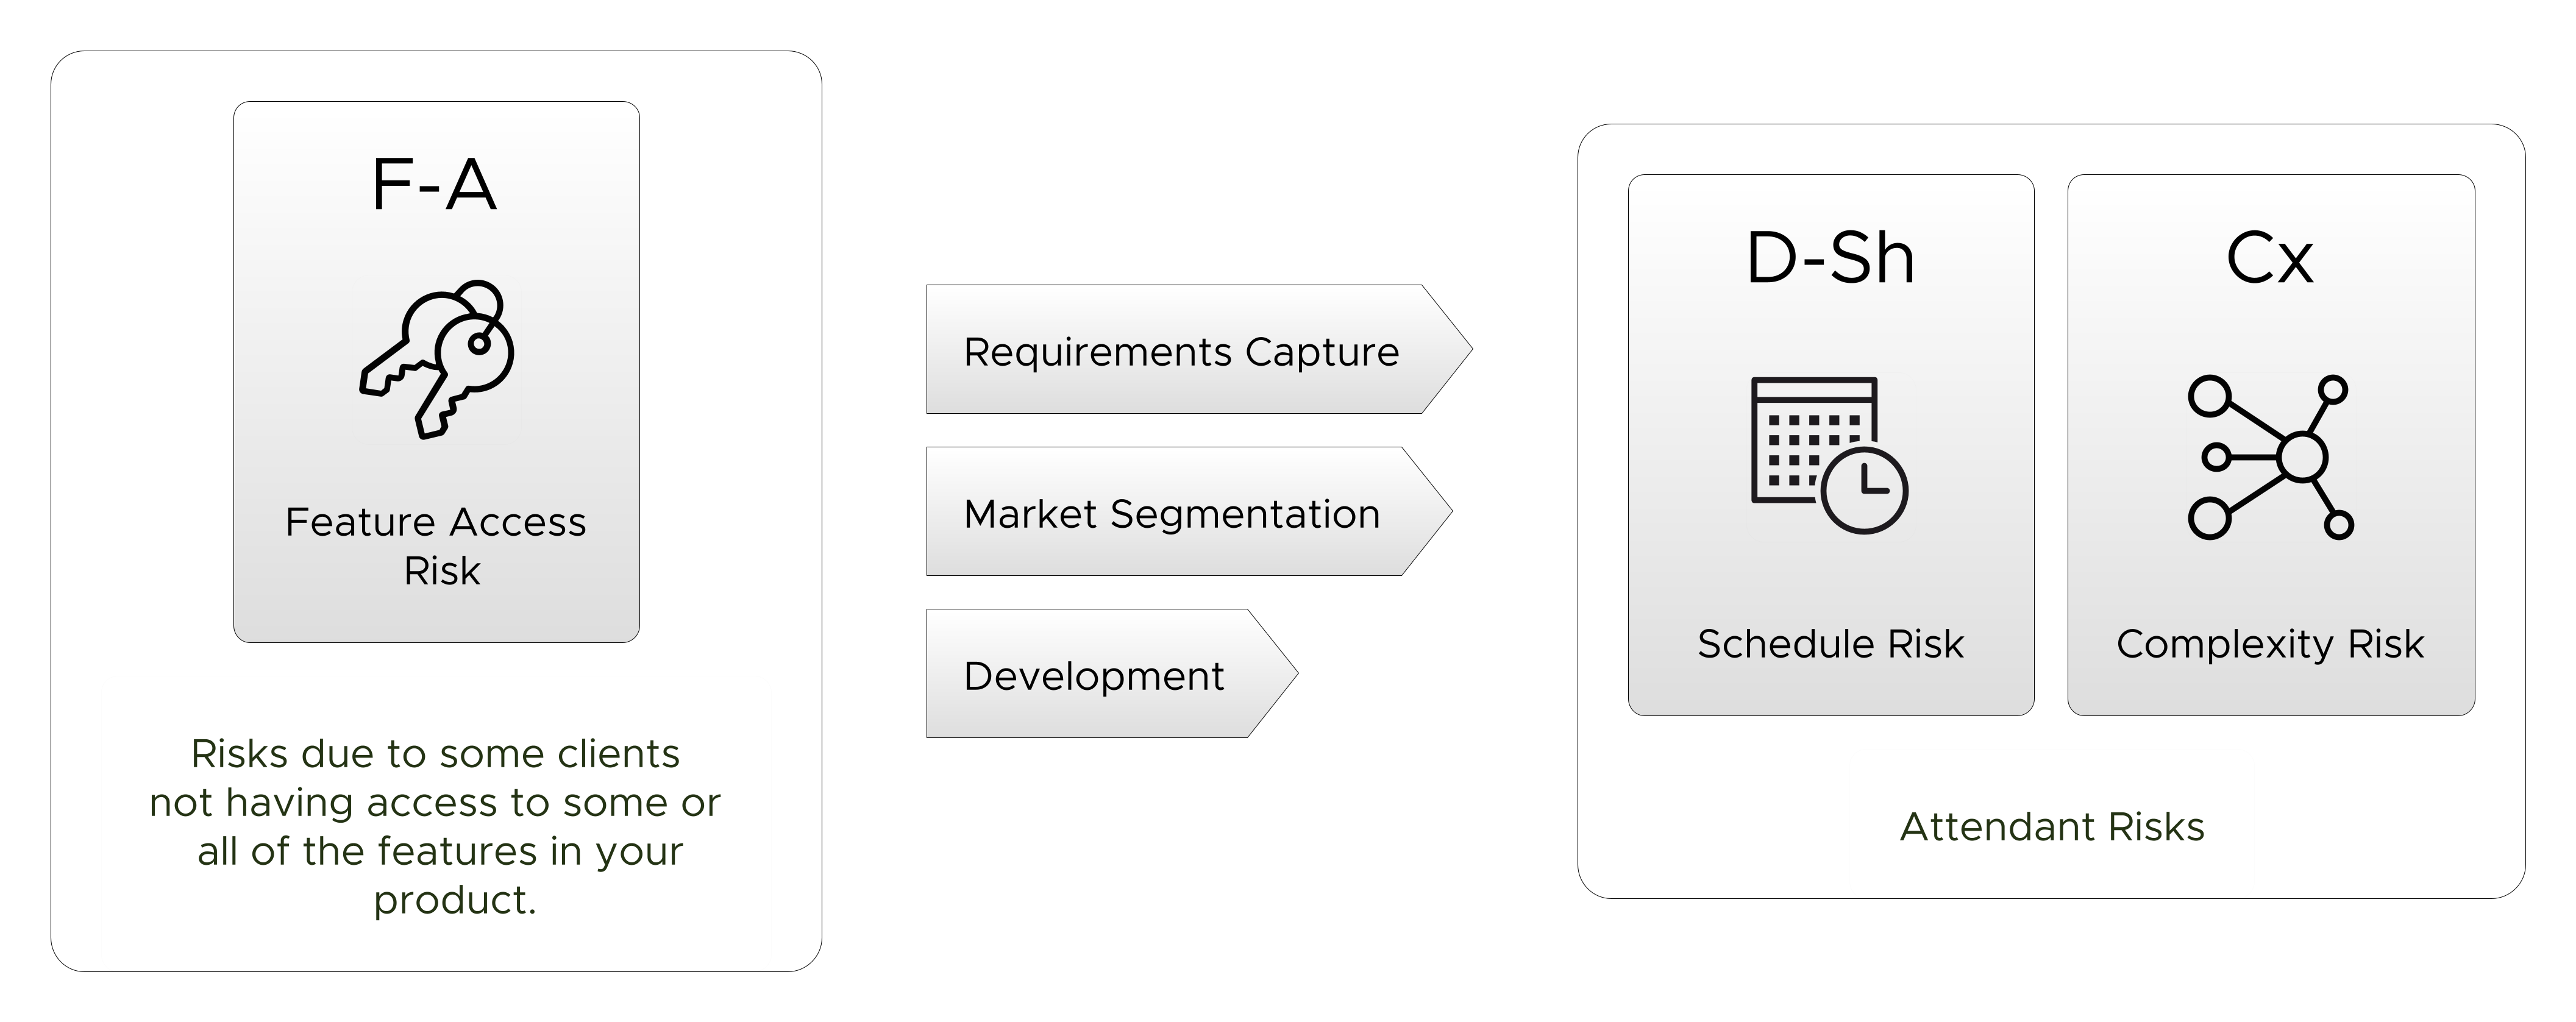 F-A
Feature Access
Risk
Risks due to some clients
not having access to some or
all of the features in your
product.
Requirements Capture
Market Segmentation
Development
D-Sh
Schedule Risk
Cx
Complexity Risk
Attendant Risks